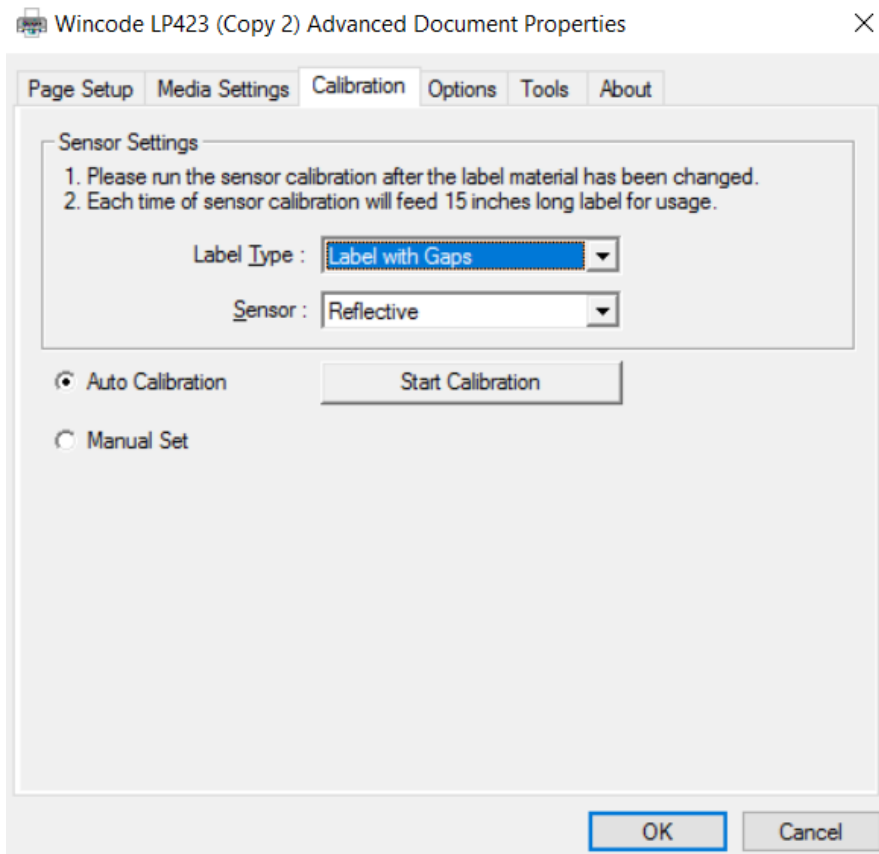 Wincode LP423 (Copy 2) Advanced Document Properties
Page Setup Media Settings Calibration Options Tools About
Sensor Settings
1. Please run the sensor calibration after the label material has been changed.
2. Each time of sensor calibration will feed 15 inches long label for usage.
Label Type : Label with Gaps
Sensor : Reflective
Auto Calibration Start Calibration
Manual Set
OK Cancel